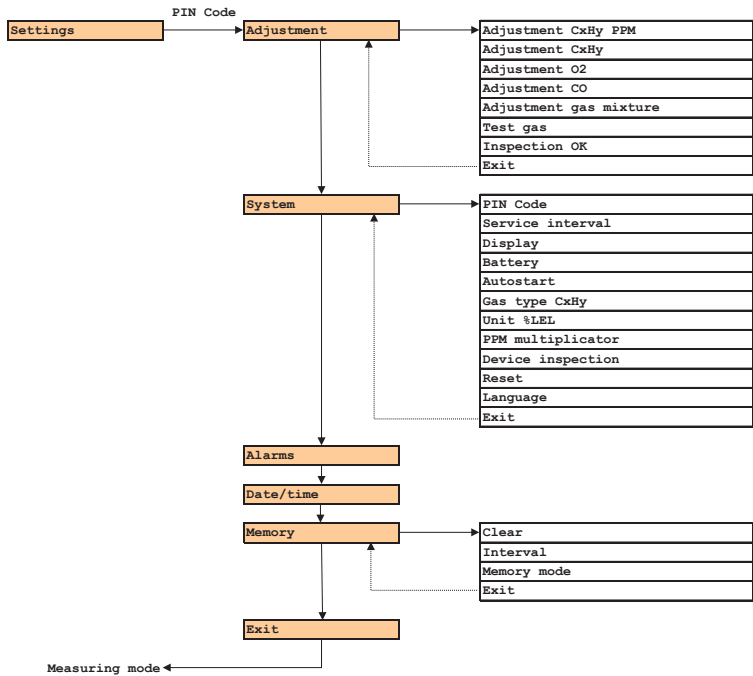 PIN Code
Settings
Adjustment
Adjustment CxHy PPM
Adjustment CxHy
Adjustment O2
Adjustment CO
Adjustment gas mixture
Test gas
Inspection OK
Exit
System
PIN Code
Service interval
Display
Battery
Autostart
Gas type CxHy
Unit %LEL
PPM multiplicator
Device inspection
Reset
Language
Exit
Alarms
Date/time
Memory
Clear
Interval
Memory mode
Exit
Exit
Measuring mode